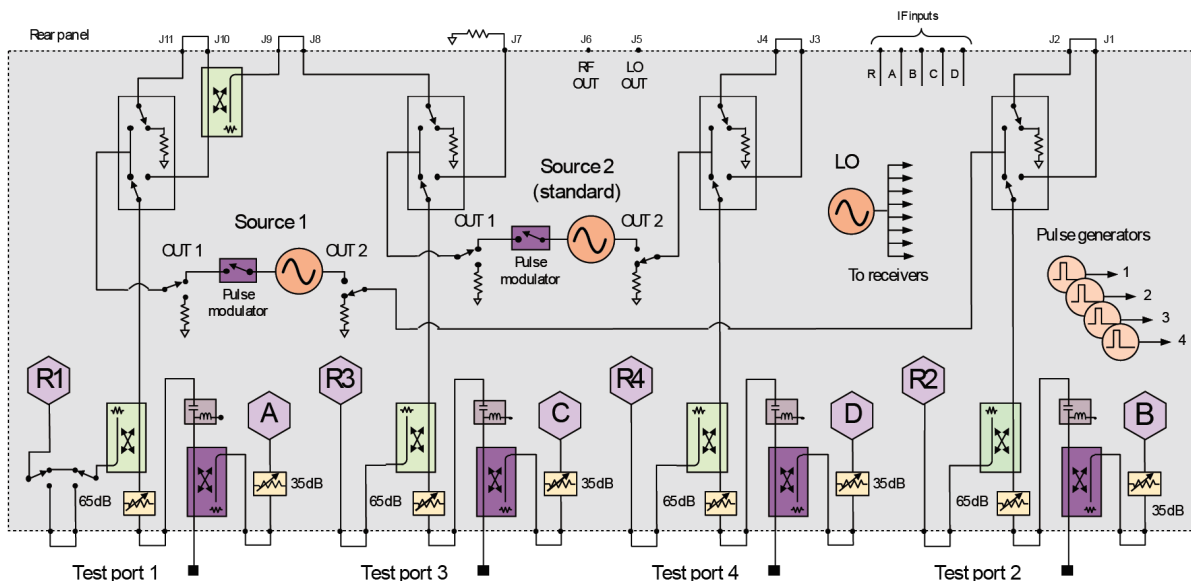 IF inputs
Rear panel
J11 J10 J9 J8 J7 J6 J5 J4 J3 J2 J1
RF OUT
LO OUT
R A B C D
Source 2
(standard)
LO
Source 1
OUT 1
OUT 2
OUT 1
OUT 2
Pulse modulator
Pulse modulator
To receivers
Pulse generators
1
2
3
4
R1
A
R3
C
R4
D
R2
B
65dB
35dB
65dB
35dB
65dB
35dB
65dB
35dB
Test port 1
Test port 3
Test port 4
Test port 2